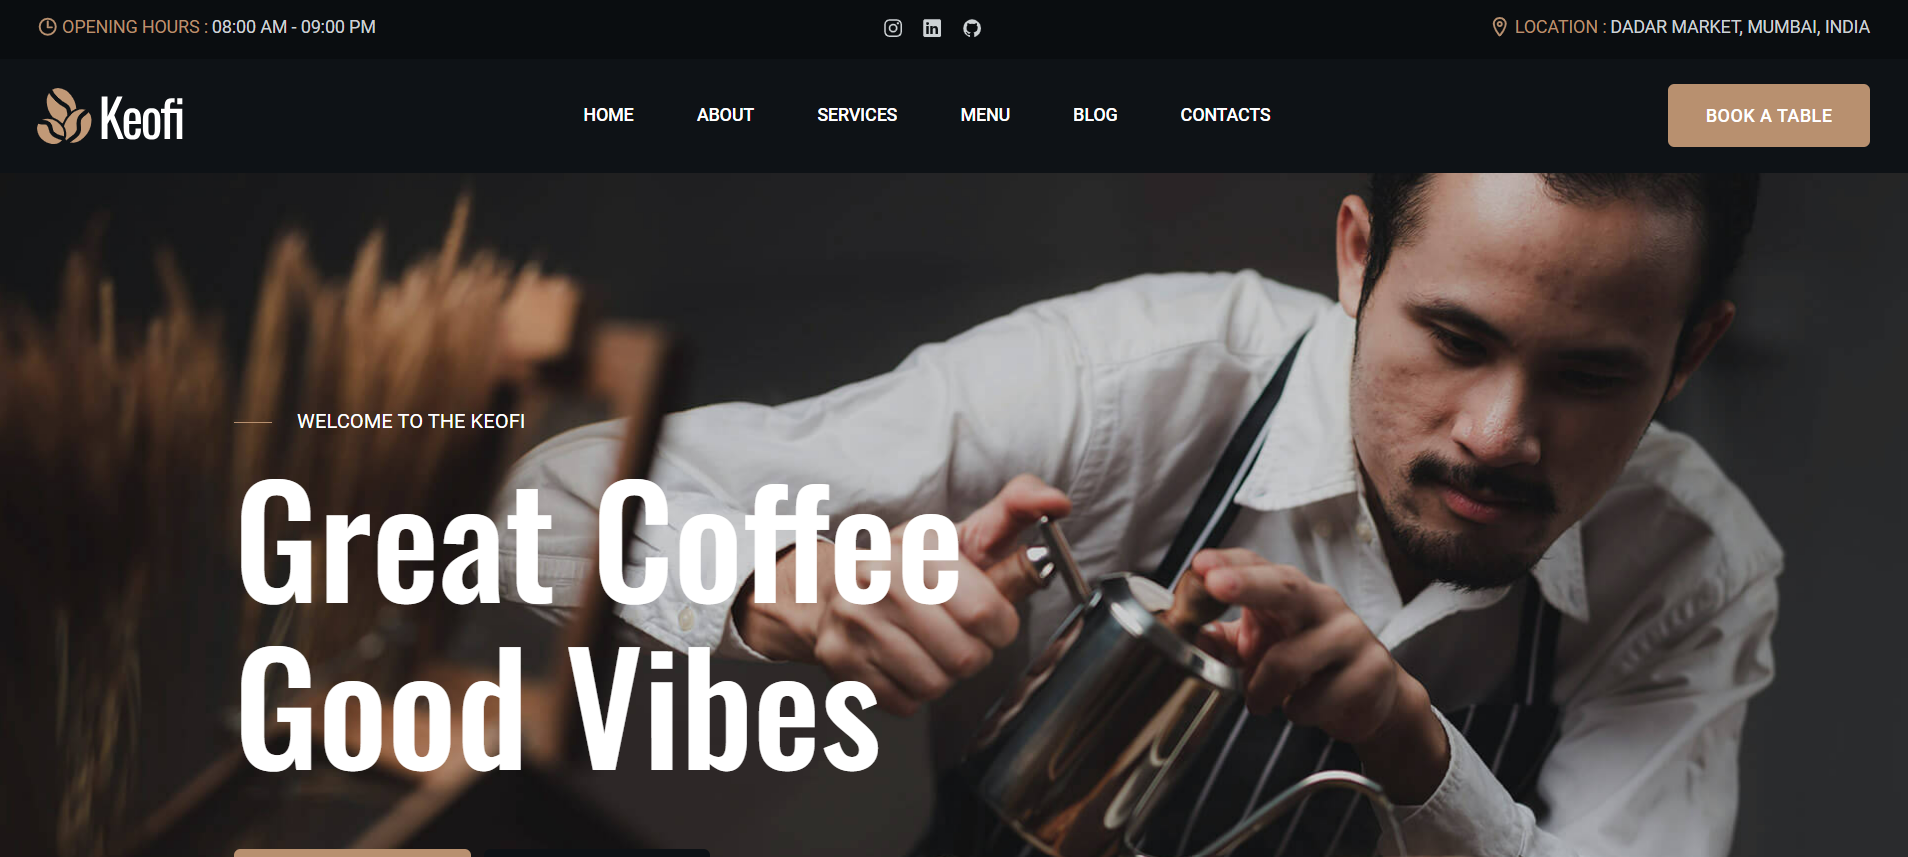 OPENING HOURS : 08:00 AM - 09:00 PM
LOCATION : DADAR MARKET, MUMBAI, INDIA
Keofi
HOME ABOUT SERVICES MENU BLOG CONTACTS
BOOK A TABLE
WELCOME TO THE KEOFI
Great Coffee
Good Vibes